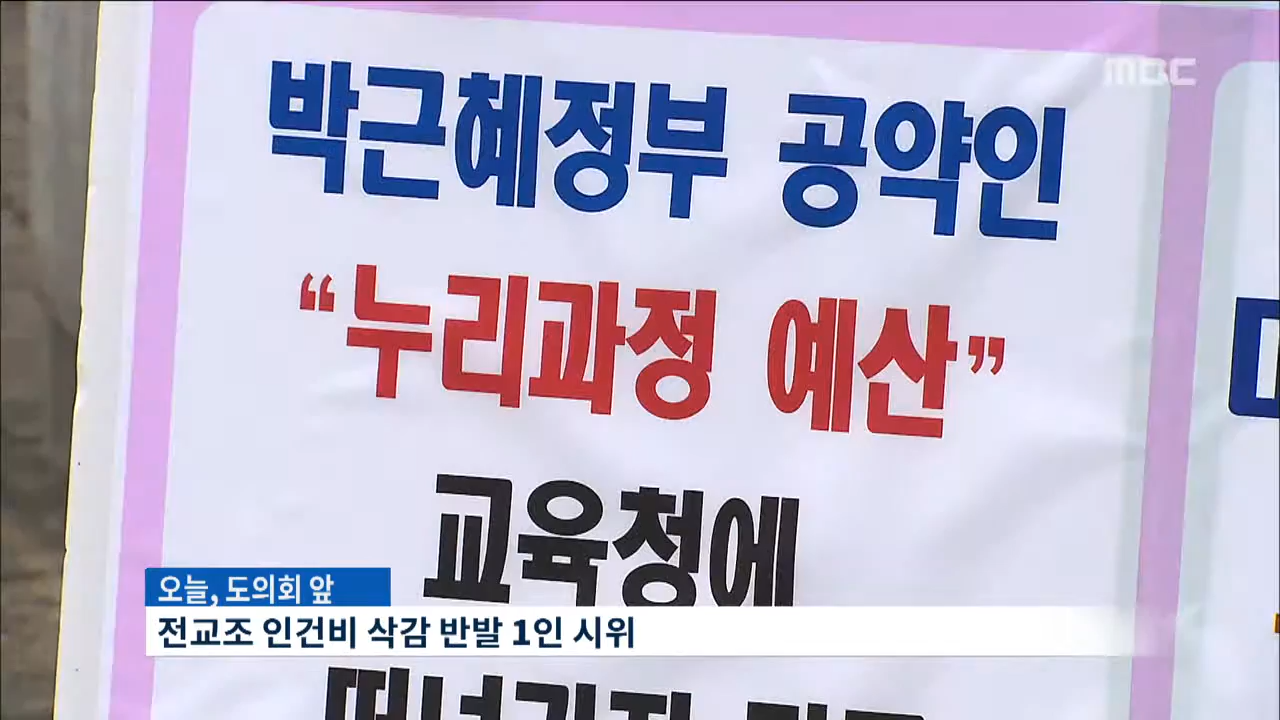 MBC
박근혜정부 공약인
“누리과정 예산”
교육청에
오늘, 도의회 앞
전교조 인건비 삭감 반발 1인 시위